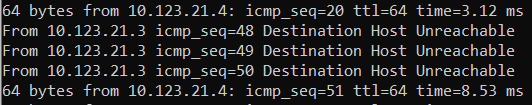 64 bytes from 10.123.21.4: icmp_seq=20 ttl=64 time=3.12 ms
From 10.123.21.3 icmp_seq=48 Destination Host Unreachable
From 10.123.21.3 icmp_seq=49 Destination Host Unreachable
From 10.123.21.3 icmp_seq=50 Destination Host Unreachable
64 bytes from 10.123.21.4: icmp_seq=51 ttl=64 time=8.53 ms